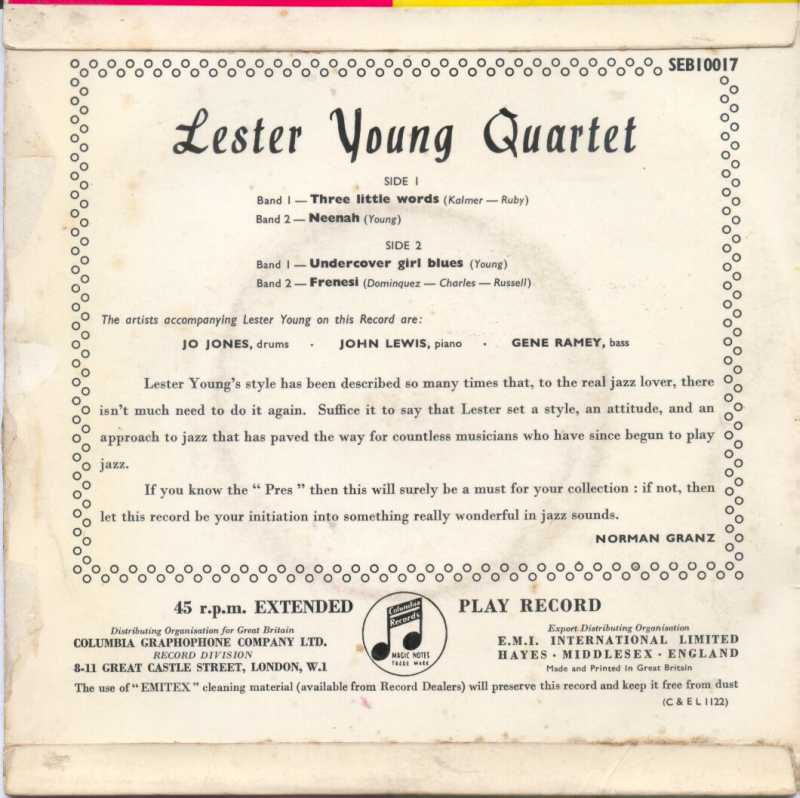 SEB10017
Lester Young Quartet
SIDE 1
Band 1 — Three little words (Kalmer — Ruby)
Band 2 — Neenah (Young)
SIDE 2
Band 1 — Undercover girl blues (Young)
Band 2 — Frenesi (Dominquez — Charles — Russell)
The artists accompanying Lester Young on this Record are:
JO JONES, drums · JOHN LEWIS, piano · GENE RAMEY, bass
Lester Young's style has been described so many times that, to the real jazz lover, there
isn't much need to do it again. Suffice it to say that Lester set a style, an attitude, and an
approach to jazz that has paved the way for countless musicians who have since begun to play
jazz.
If you know the " Pres " then this will surely be a must for your collection : if not, then
let this record be your initiation into something really wonderful in jazz sounds.
NORMAN GRANZ
45 r.p.m. EXTENDED PLAY RECORD
Columbia
Records
MAGIC NOTES
TRADE MARK
Distributing Organisation for Great Britain
COLUMBIA GRAPHOPHONE COMPANY LTD.
RECORD DIVISION
8-11 GREAT CASTLE STREET, LONDON, W.1
Export Distributing Organisation
E.M.I. INTERNATIONAL LIMITED
HAYES · MIDDLESEX · ENGLAND
Made and Printed in Great Britain
The use of " EMITEX " cleaning material (available from Record Dealers) will preserve this record and keep it free from dust
(C & E L 1122)